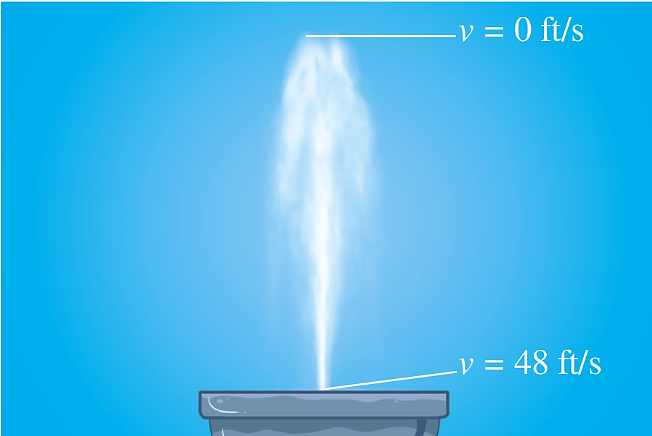 v = 0 ft/s
v = 48 ft/s